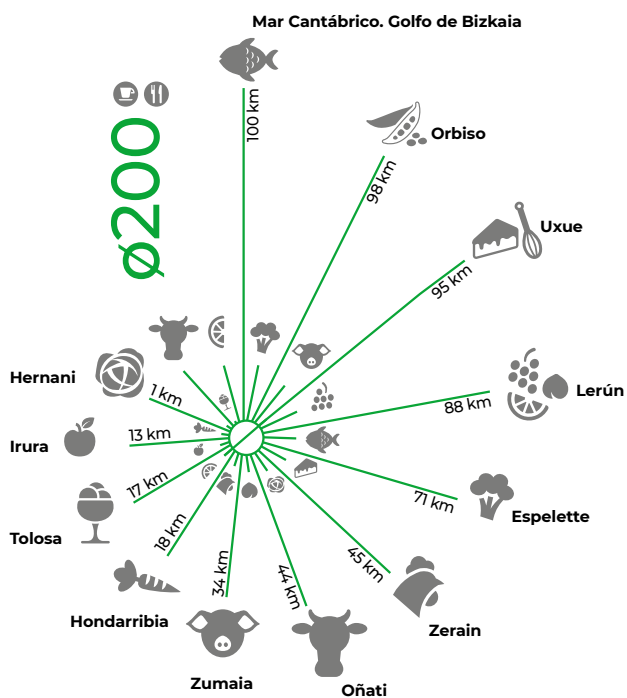 Mar Cantábrico. Golfo de Bizkaia
100 km
ø200
Orbiso
98 km
Uxue
95 km
Lerún
88 km
Espelette
71 km
Zerain
45 km
Oñati
44 km
Zumaia
34 km
Hondarribia
18 km
Tolosa
17 km
Irura
13 km
Hernani
1 km